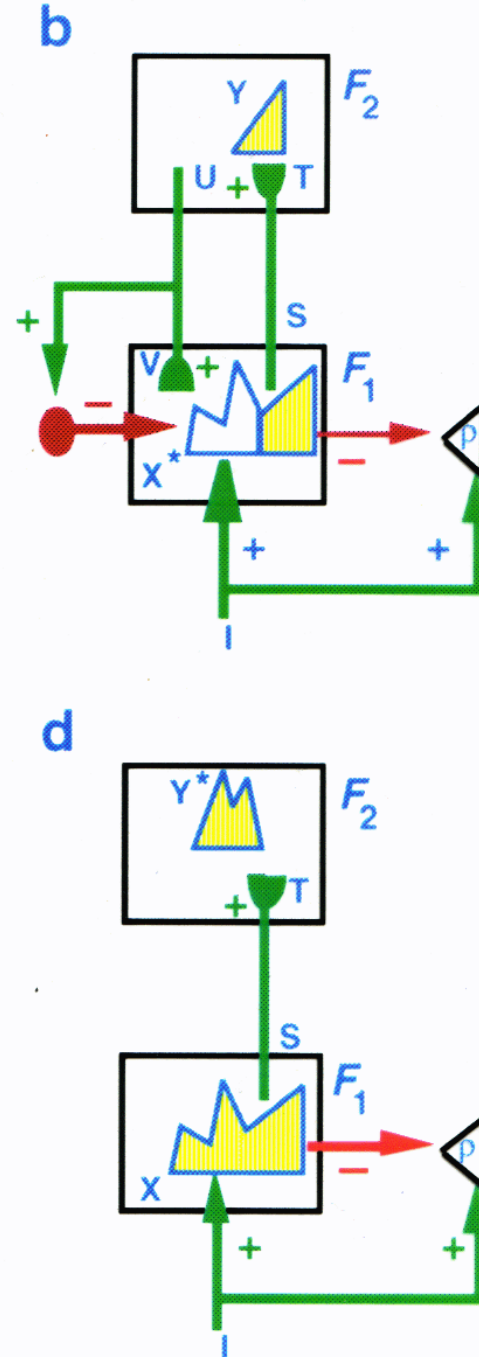 b
Y F₂
U + T
+
S
V + F₁
−
X* − ρ
+ +
I
d
Y* F₂
+ T
S
F₁
ρ
X −
+ +
I